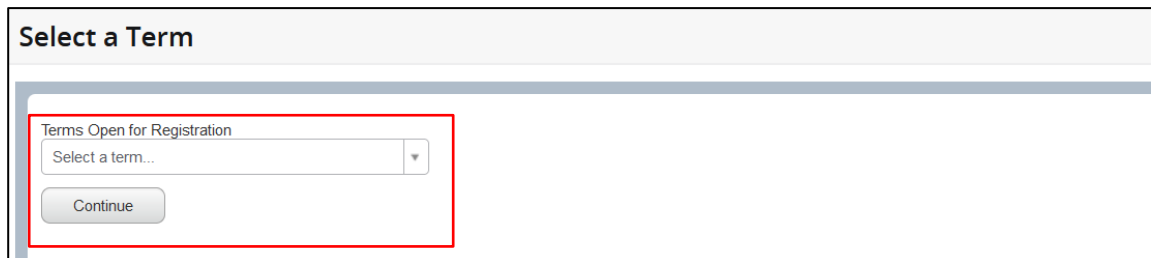 Select a Term
Terms Open for Registration
Select a term...
Continue